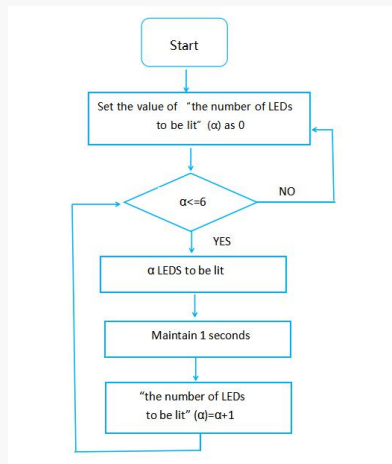 Start
Set the value of “the number of LEDs
to be lit” (α) as 0
α<=6
NO
YES
α LEDS to be lit
Maintain 1 seconds
“the number of LEDs
to be lit” (α)=α+1